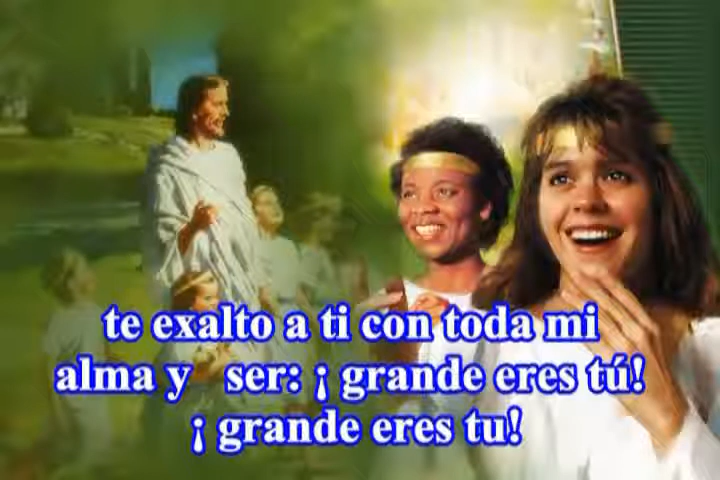 te exalto a ti con toda mi
alma y ser: ¡ grande eres tú!
¡ grande eres tu!